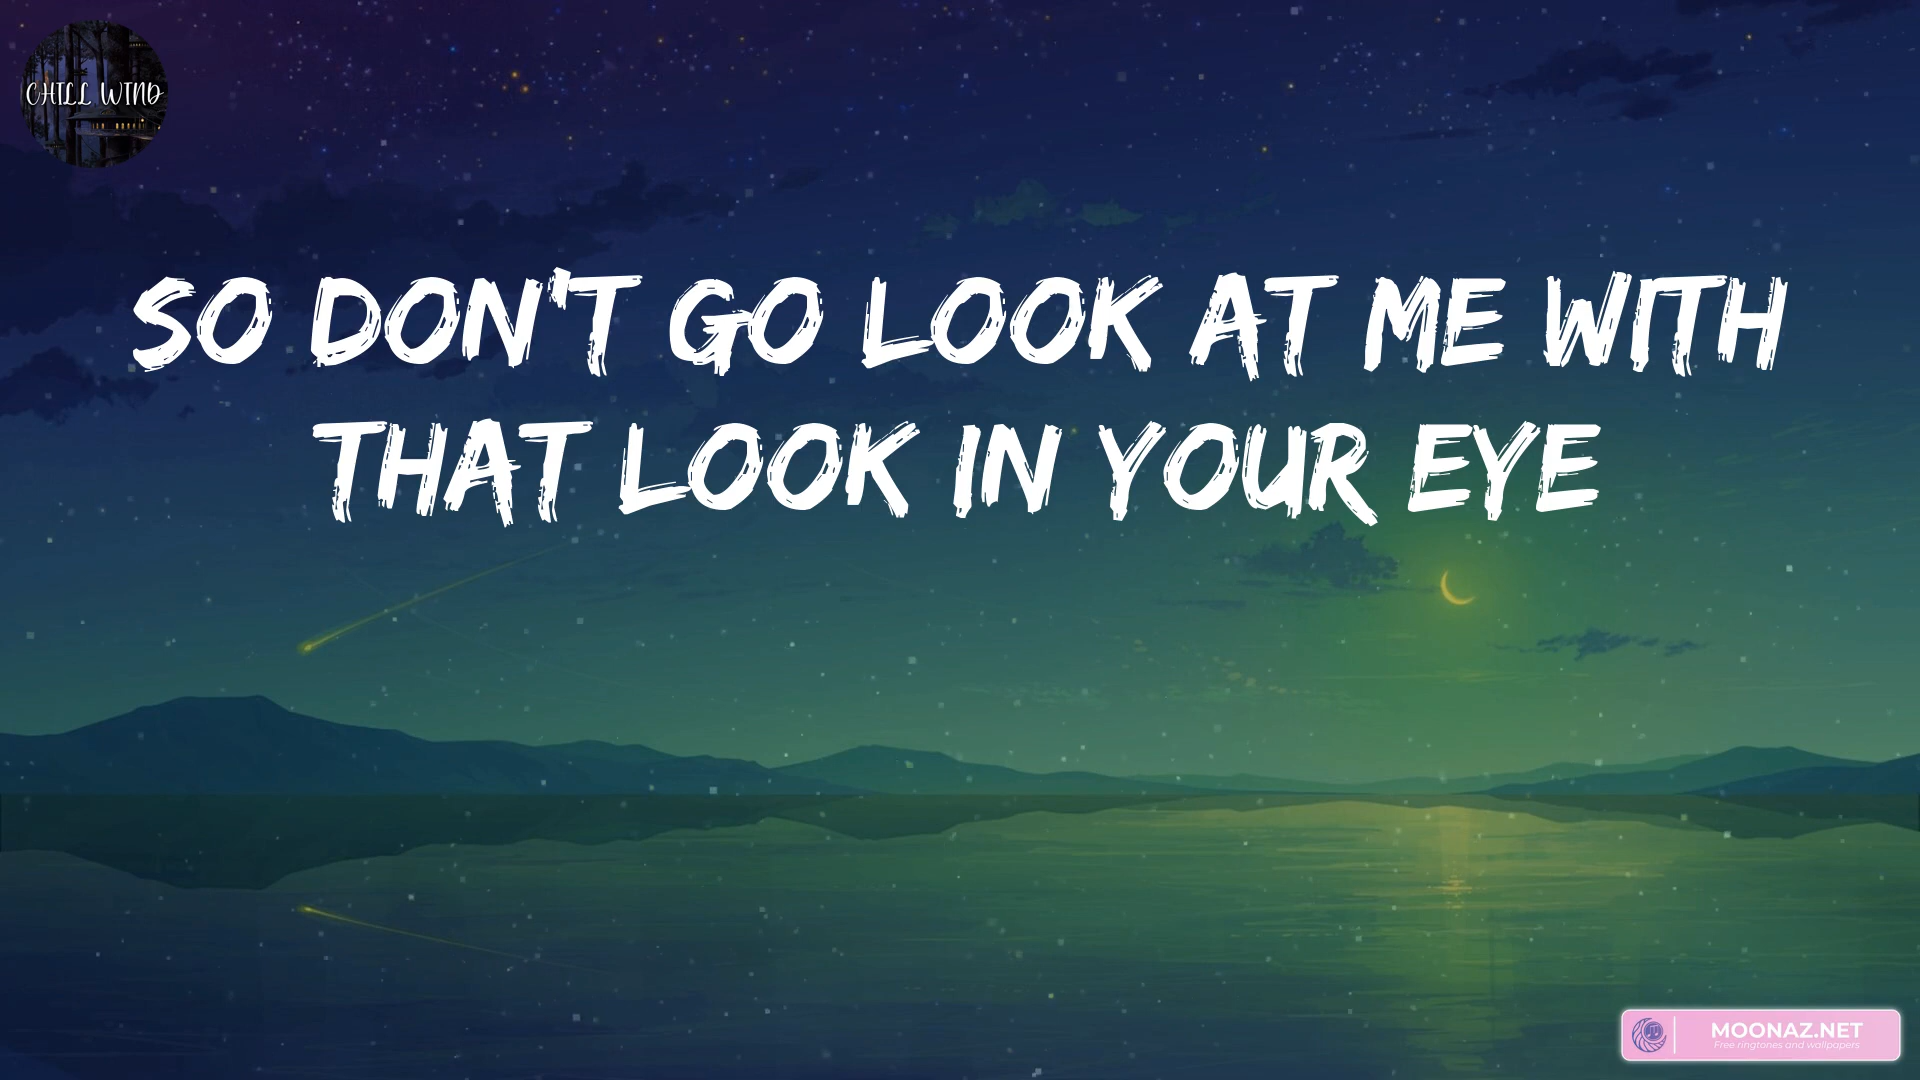 CHILL WIND
SO DON'T GO LOOK AT ME WITH
THAT LOOK IN YOUR EYE
MOONAZ.NET
Free ringtones and wallpapers